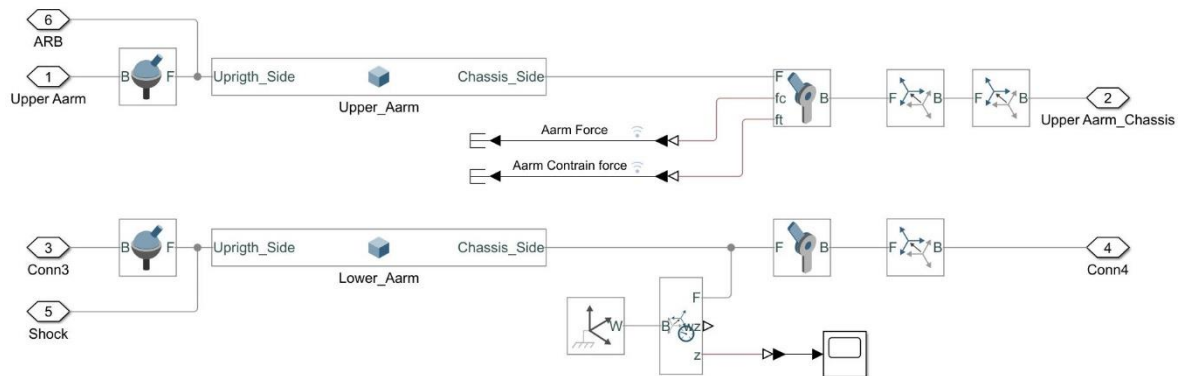 6
ARB
1
Upper Aarm
B F
Uprigth_Side Chassis_Side
Upper_Aarm
F
fc
ft
B
F B
F B
2
Upper Aarm_Chassis
Aarm Force
Aarm Contrain force
3
Conn3
B F
Uprigth_Side Chassis_Side
Lower_Aarm
F B
F B
4
Conn4
5
Shock
W
F
B
wz
z